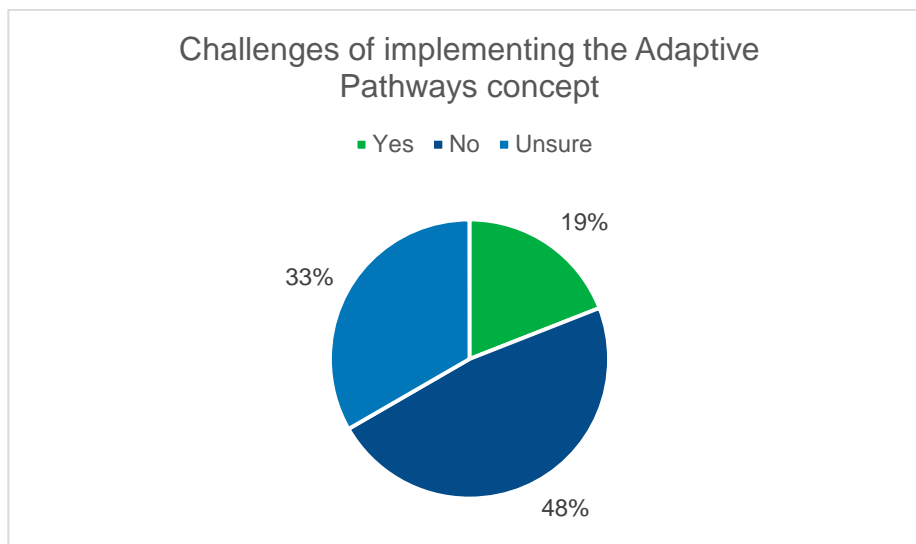 Challenges of implementing the Adaptive
Pathways concept
Yes No Unsure
19%
33%
48%